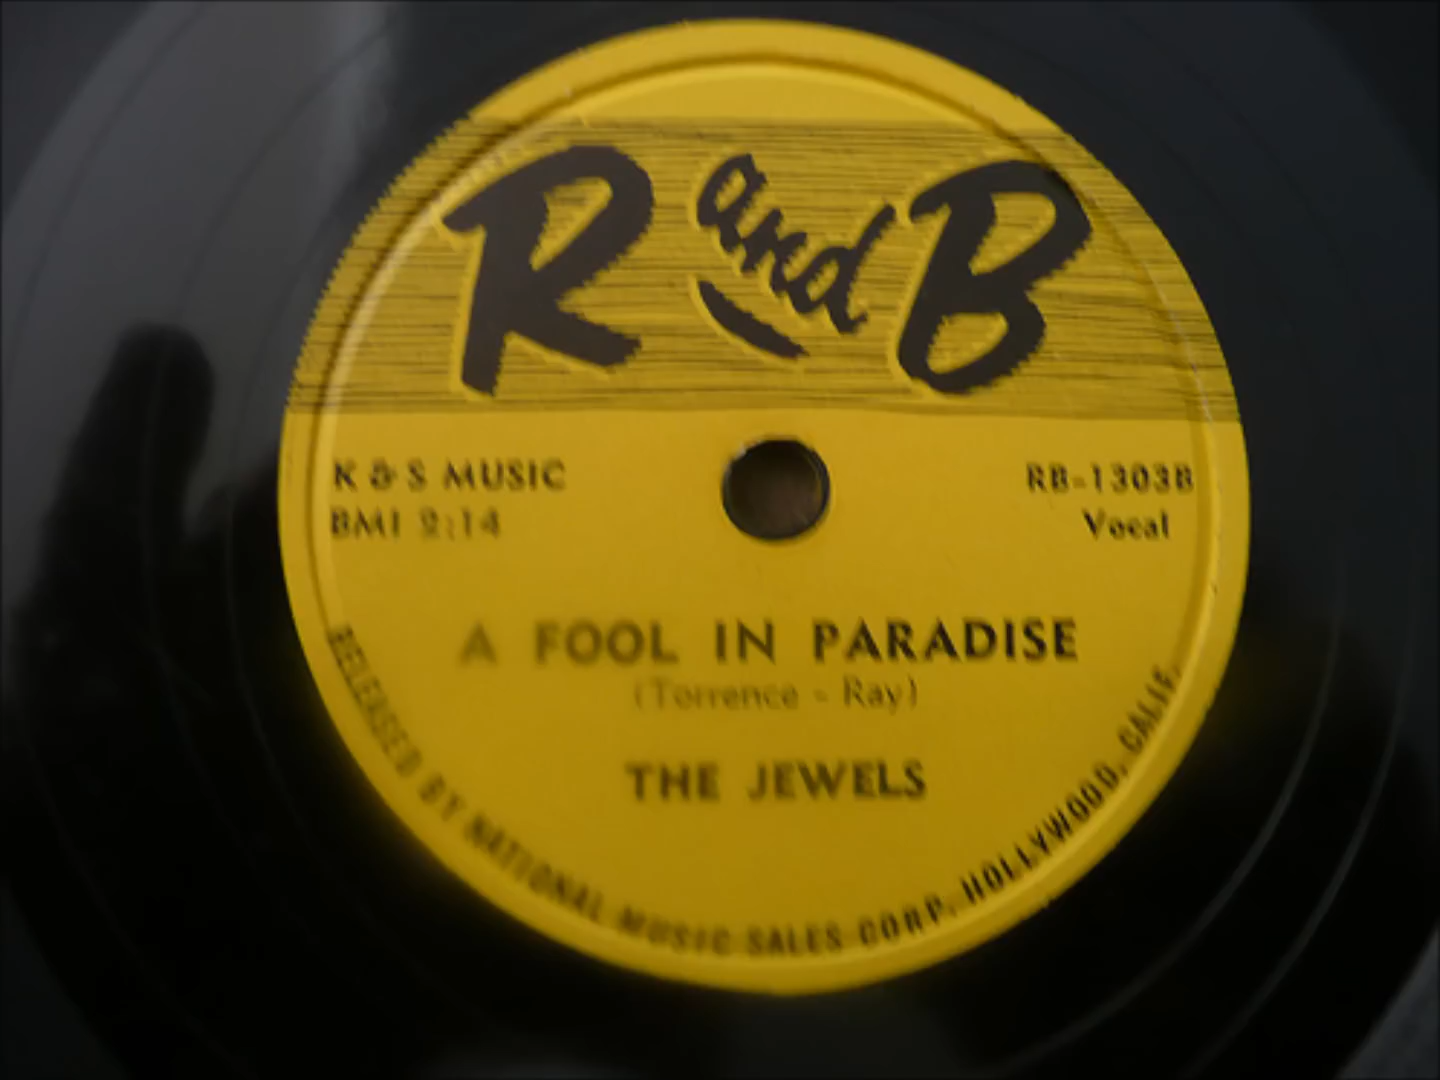 R and B
K & S MUSIC
BMI 2:14
RB-1303B
Vocal
A FOOL IN PARADISE
(Torrence - Ray)
THE JEWELS
RELEASED BY NATIONAL MUSIC SALES CORP. HOLLYWOOD, CALIF.